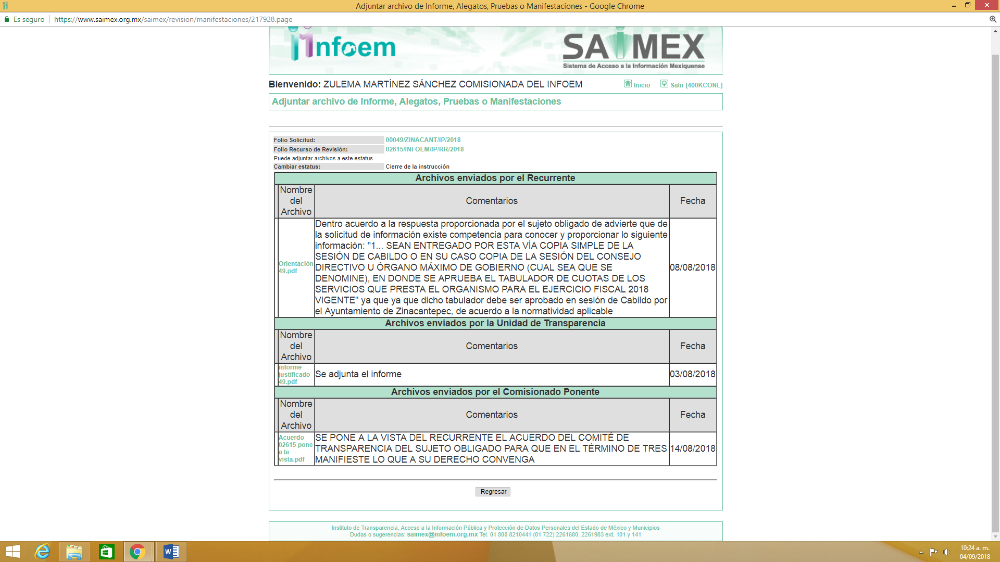 Adjuntar archivo de Informe, Alegatos, Pruebas o Manifestaciones - Google Chrome
Es seguro | https://www.saimex.org.mx/saimex/revision/manifestaciones/217928.page
infoem
SAIMEX
Sistema de Acceso a la Información Mexiquense
Bienvenido: ZULEMA MARTÍNEZ SÁNCHEZ COMISIONADA DEL INFOEM
Inicio
Salir [400KCONL]
Adjuntar archivo de Informe, Alegatos, Pruebas o Manifestaciones
Folio Solicitud: 00049/ZINACANT/IP/2018
Folio Recurso de Revisión: 02615/INFOEM/IP/RR/2018
Puede adjuntar archivos a este estatus
Cambiar estatus: Cierre de la instrucción
Archivos enviados por el Recurrente
Nombre
del
Archivo
Comentarios
Fecha
Orientación
49.pdf
Dentro acuerdo a la respuesta proporcionada por el sujeto obligado de advierte que de
la solicitud de información existe competencia para conocer y proporcionar lo siguiente
información: "1... SEAN ENTREGADO POR ESTA VÍA COPIA SIMPLE DE LA
SESIÓN DE CABILDO O EN SU CASO COPIA DE LA SESIÓN DEL CONSEJO
DIRECTIVO U ÓRGANO MÁXIMO DE GOBIERNO (CUAL SEA QUE SE
DENOMINE), EN DONDE SE APRUEBA EL TABULADOR DE CUOTAS DE LOS
SERVICIOS QUE PRESTA EL ORGANISMO PARA EL EJERCICIO FISCAL 2018
VIGENTE" ya que ya que dicho tabulador debe ser aprobado en sesión de Cabildo por
el Ayuntamiento de Zinacantepec, de acuerdo a la normatividad aplicable
08/08/2018
Archivos enviados por la Unidad de Transparencia
Nombre
del
Archivo
Comentarios
Fecha
informe
justificado
49.pdf
Se adjunta el informe
03/08/2018
Archivos enviados por el Comisionado Ponente
Nombre
del
Archivo
Comentarios
Fecha
Acuerdo
02615 pone
a la
vista.pdf
SE PONE A LA VISTA DEL RECURRENTE EL ACUERDO DEL COMITÉ DE
TRANSPARENCIA DEL SUJETO OBLIGADO PARA QUE EN EL TÉRMINO DE TRES
MANIFIESTE LO QUE A SU DERECHO CONVENGA
14/08/2018
Regresar
Instituto de Transparencia, Acceso a la Información Pública y Protección de Datos Personales del Estado de México y Municipios
Dudas o sugerencias: saimex@infoem.org.mx Tel. 01 800 8210441 (01 722) 2261680, 2261983 ext. 101 y 141
10:24 a. m.
04/09/2018